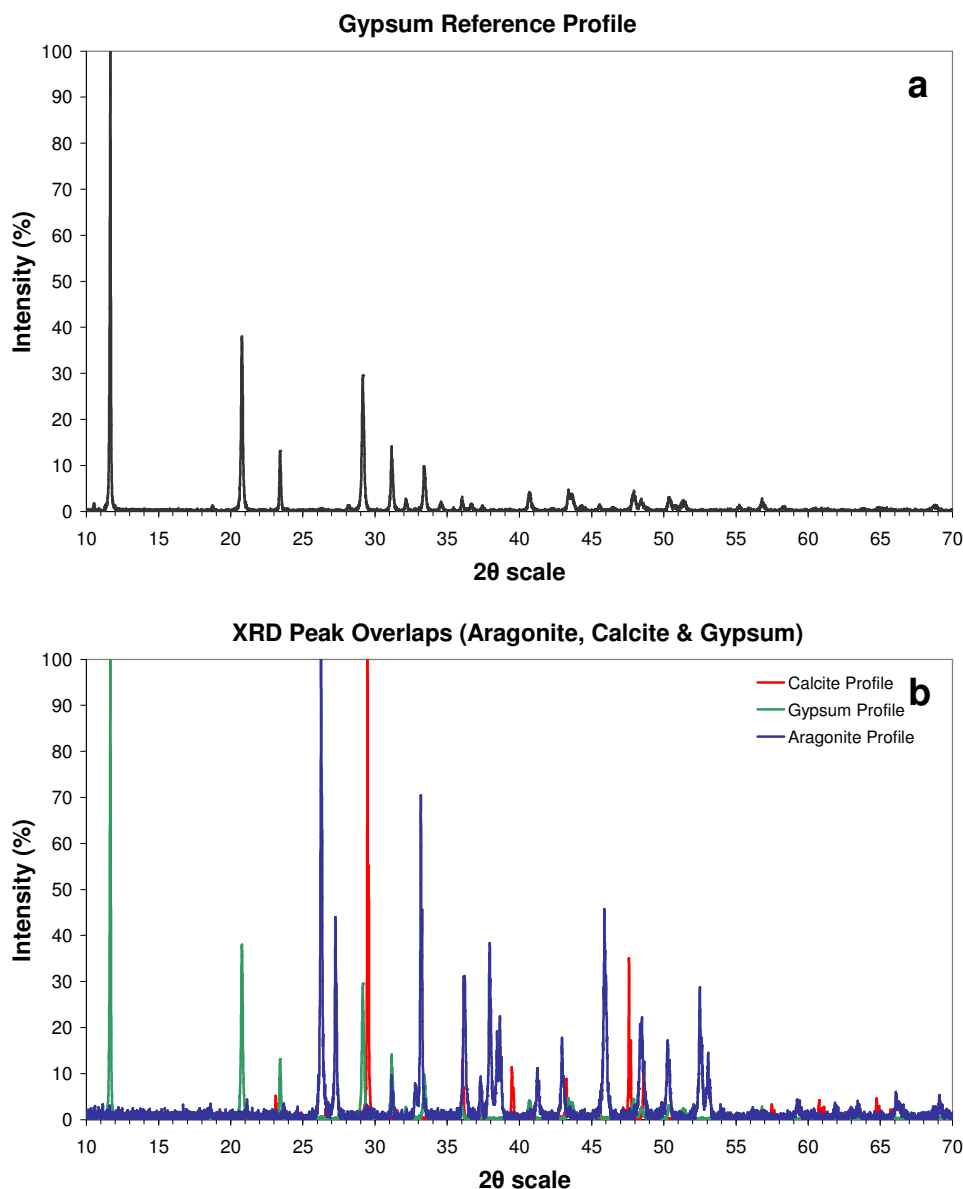 Gypsum Reference Profile
a
100
90
80
70
60
50
40
30
20
10
0
Intensity (%)
10 15 20 25 30 35 40 45 50 55 60 65 70
2θ scale
XRD Peak Overlaps (Aragonite, Calcite & Gypsum)
b
Calcite Profile
Gypsum Profile
Aragonite Profile
100
90
80
70
60
50
40
30
20
10
0
Intensity (%)
10 15 20 25 30 35 40 45 50 55 60 65 70
2θ scale